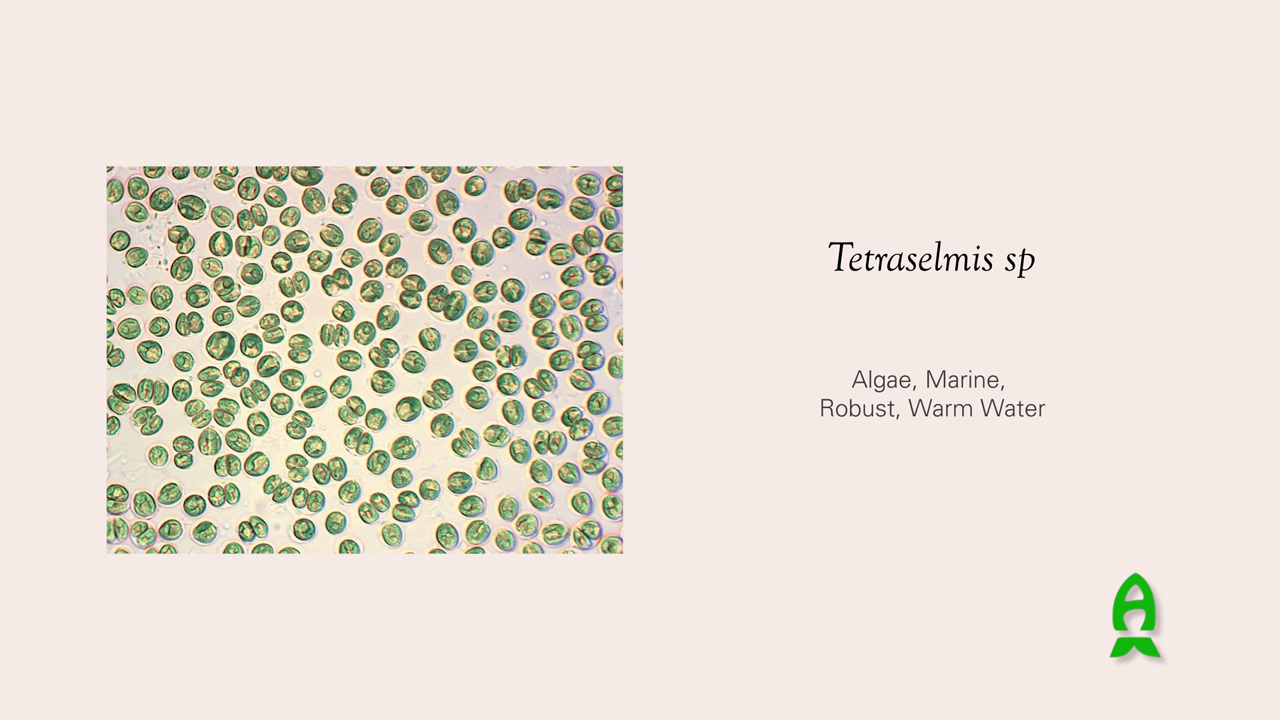 Tetraselmis sp
Algae, Marine,
Robust, Warm Water